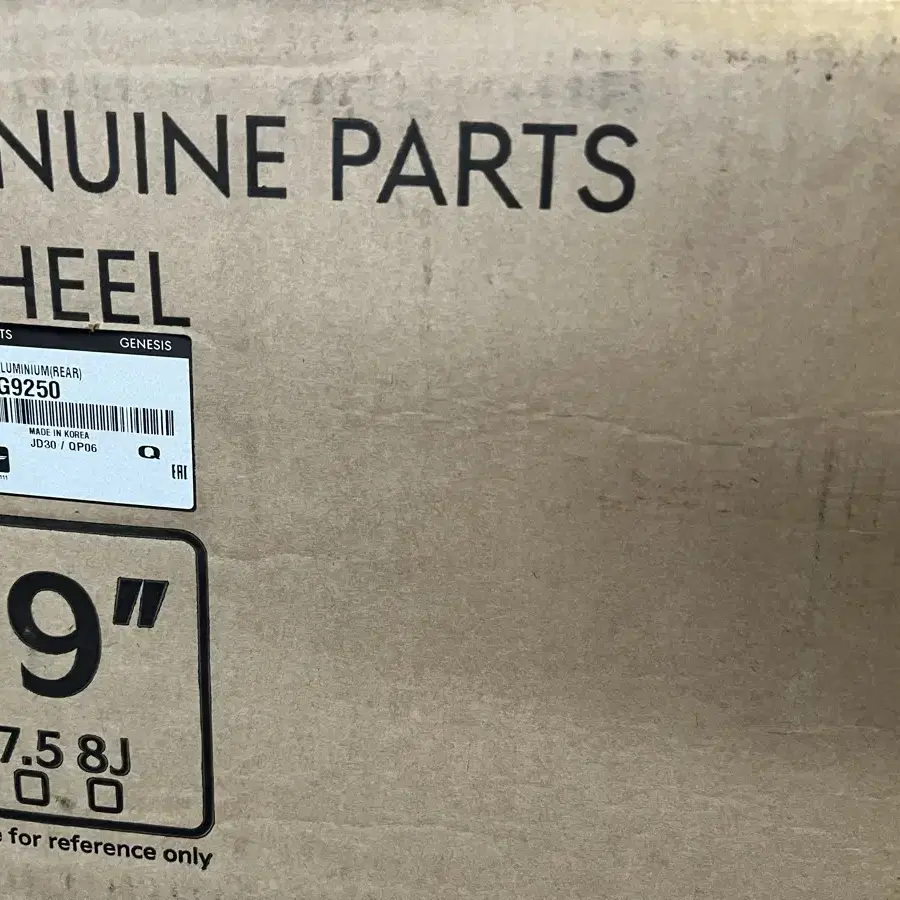 NUINE PARTS
HEEL
TS GENESIS
LUMINIUM(REAR)
G9250
MADE IN KOREA
JD30 / QP06
Q
EAC
9"
7.5 8J
e for reference only